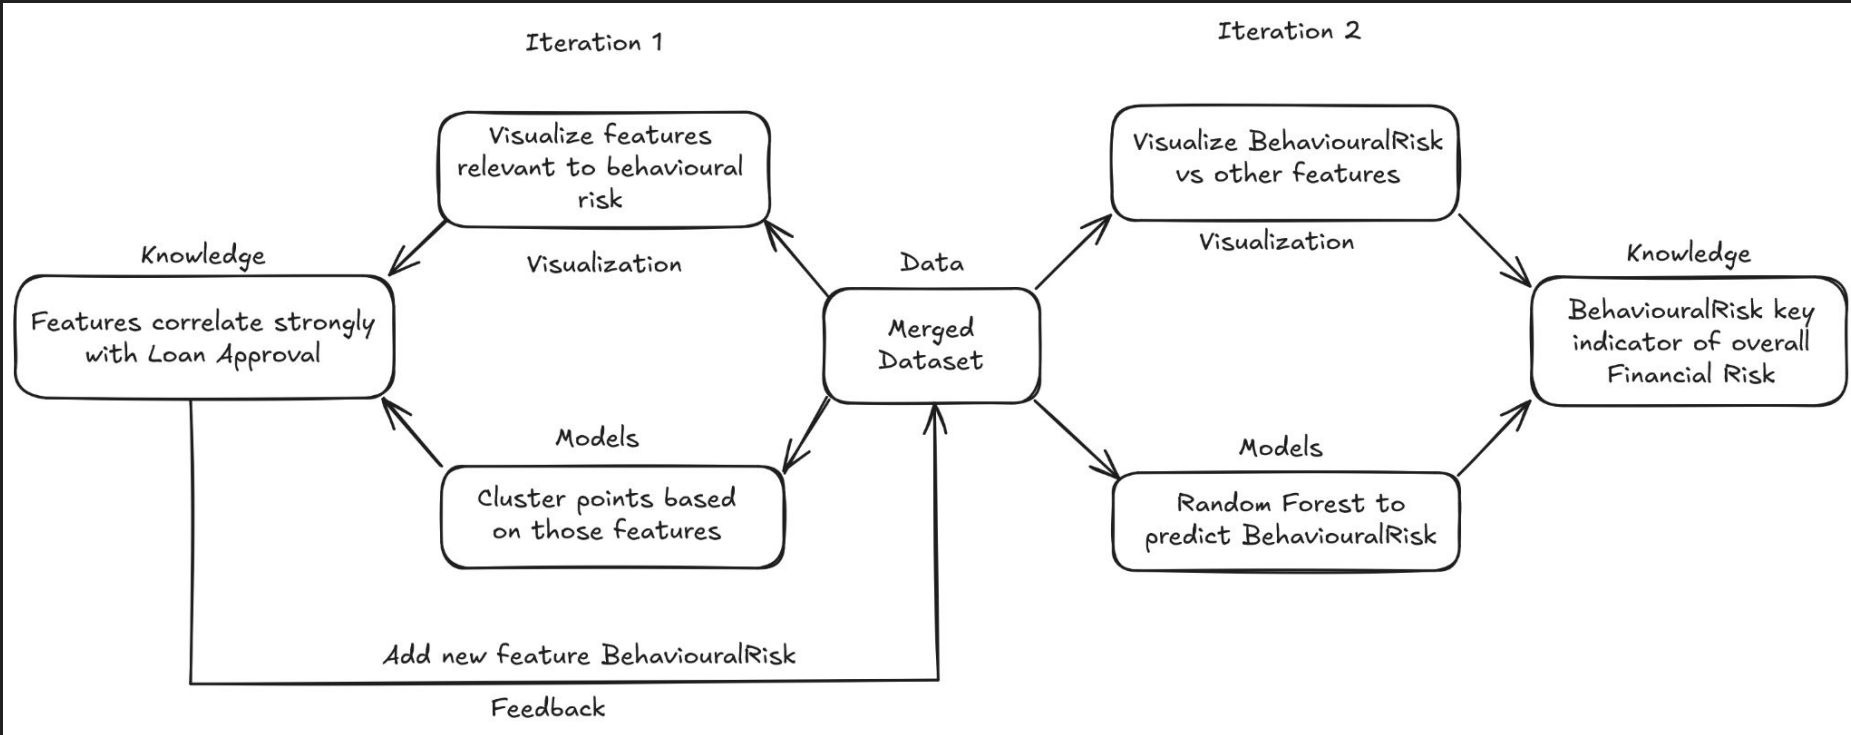 Iteration 1
Iteration 2
Visualize features
relevant to behavioural
risk
Visualization
Knowledge
Features correlate strongly
with Loan Approval
Models
Cluster points based
on those features
Data
Merged
Dataset
Add new feature BehaviouralRisk
Feedback
Visualize BehaviouralRisk
vs other features
Visualization
Knowledge
BehaviouralRisk key
indicator of overall
Financial Risk
Models
Random Forest to
predict BehaviouralRisk